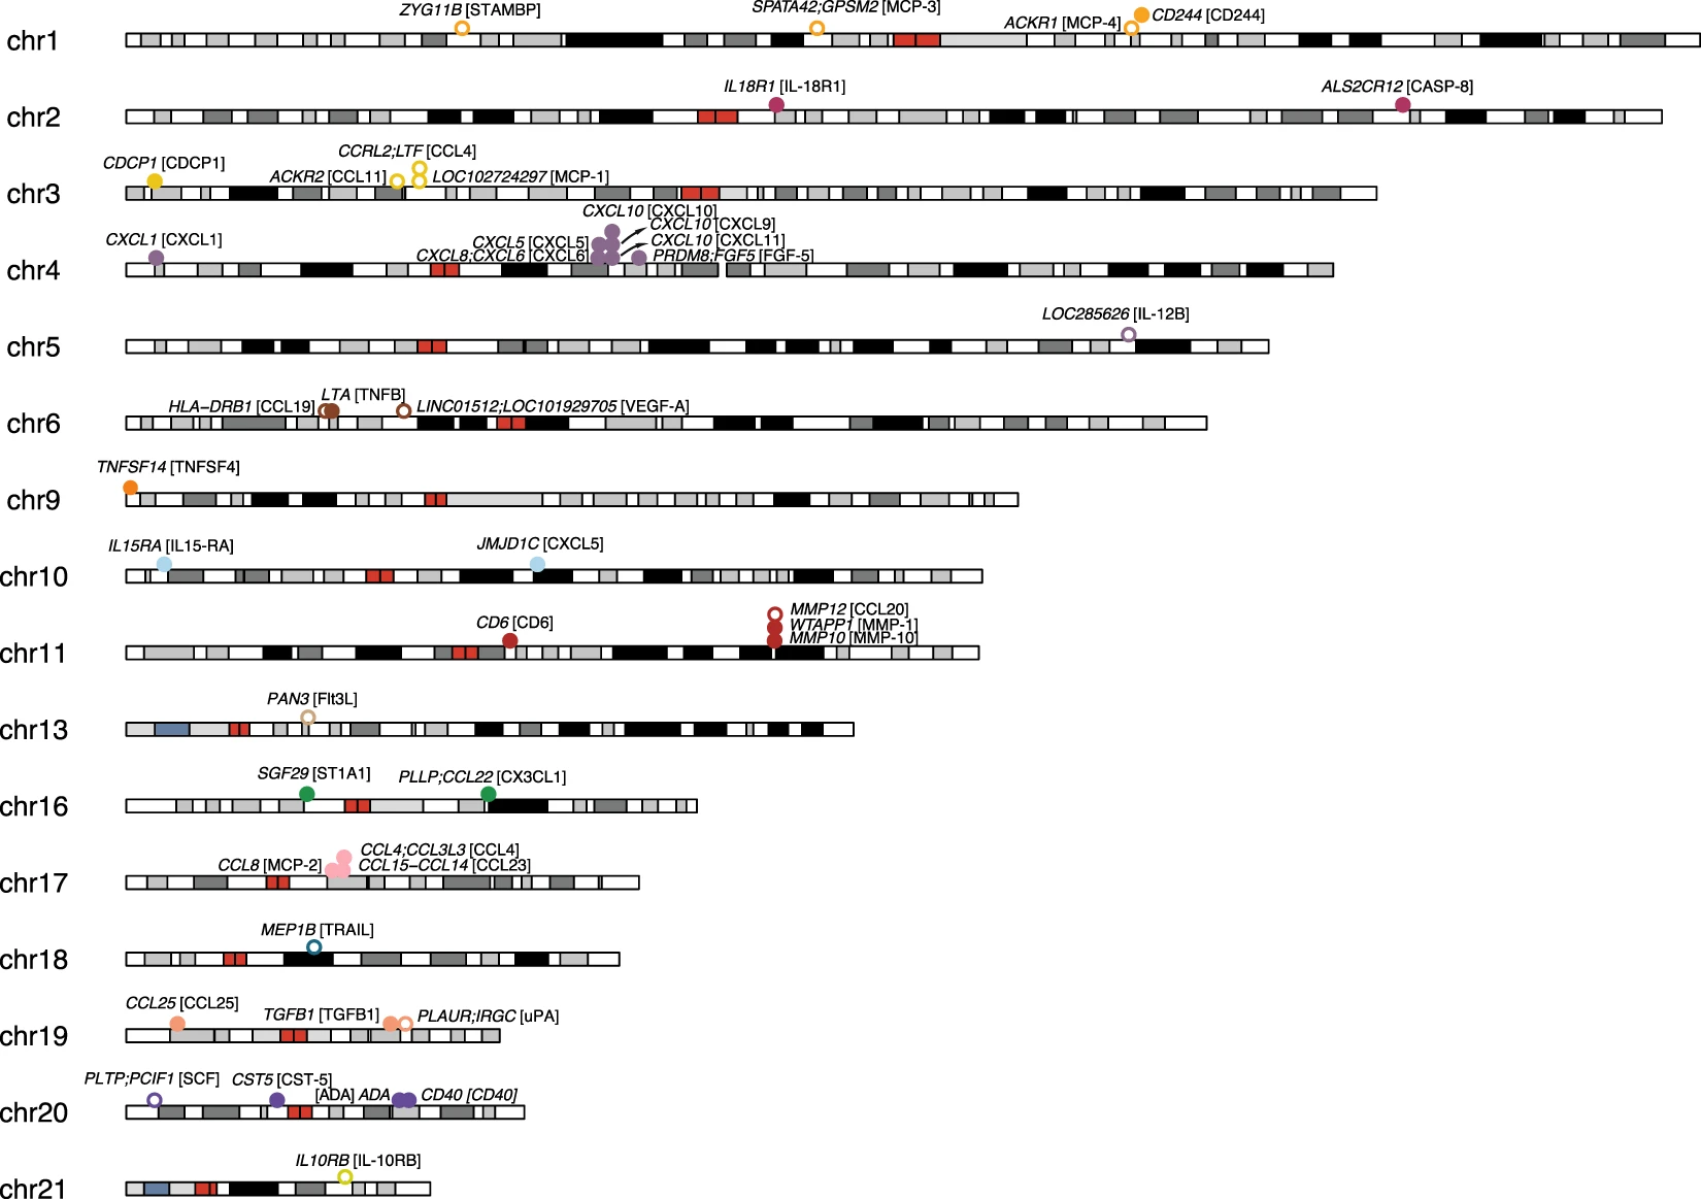 ZYG11B [STAMBP]
SPATA42;GPSM2 [MCP-3]
ACKR1 [MCP-4]
CD244 [CD244]
chr1
IL18R1 [IL-18R1]
ALS2CR12 [CASP-8]
chr2
CDCP1 [CDCP1]
CCRL2;LTF [CCL4]
ACKR2 [CCL11]
LOC102724297 [MCP-1]
chr3
CXCL10 [CXCL10]
CXCL10 [CXCL9]
CXCL1 [CXCL1]
CXCL5 [CXCL5]
CXCL10 [CXCL11]
CXCL8;CXCL6 [CXCL6]
PRDM8;FGF5 [FGF-5]
chr4
LOC285626 [IL-12B]
chr5
LTA [TNFB]
HLA–DRB1 [CCL19]
LINC01512;LOC101929705 [VEGF-A]
chr6
TNFSF14 [TNFSF4]
chr9
IL15RA [IL15-RA]
JMJD1C [CXCL5]
chr10
MMP12 [CCL20]
CD6 [CD6]
WTAPP1 [MMP-1]
MMP10 [MMP-10]
chr11
PAN3 [Flt3L]
chr13
SGF29 [ST1A1]
PLLP;CCL22 [CX3CL1]
chr16
CCL4;CCL3L3 [CCL4]
CCL8 [MCP-2]
CCL15–CCL14 [CCL23]
chr17
MEP1B [TRAIL]
chr18
CCL25 [CCL25]
TGFB1 [TGFB1]
PLAUR;IRGC [uPA]
chr19
PLTP;PCIF1 [SCF]
CST5 [CST-5]
[ADA] ADA
CD40 [CD40]
chr20
IL10RB [IL-10RB]
chr21